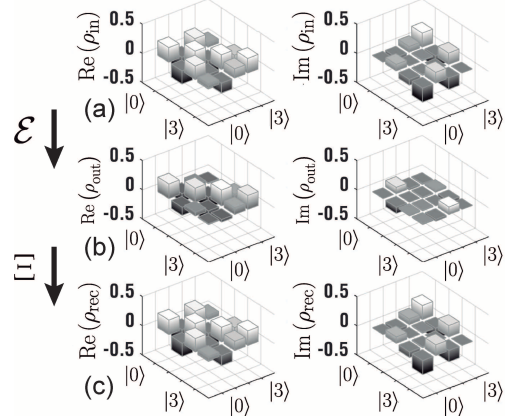 Re (ρin) 0.5 0 -0.5 |0⟩ |3⟩ |0⟩ |3⟩
Im (ρin) 0.5 0 -0.5 |0⟩ |3⟩ |0⟩ |3⟩
(a)
ℰ
Re (ρout) 0.5 0 -0.5 |0⟩ |3⟩ |0⟩ |3⟩
Im (ρout) 0.5 0 -0.5 |0⟩ |3⟩ |0⟩ |3⟩
(b)
Re (ρrec) 0.5 0 -0.5 |0⟩ |3⟩ |0⟩ |3⟩
Im (ρrec) 0.5 0 -0.5 |0⟩ |3⟩ |0⟩ |3⟩
(c)